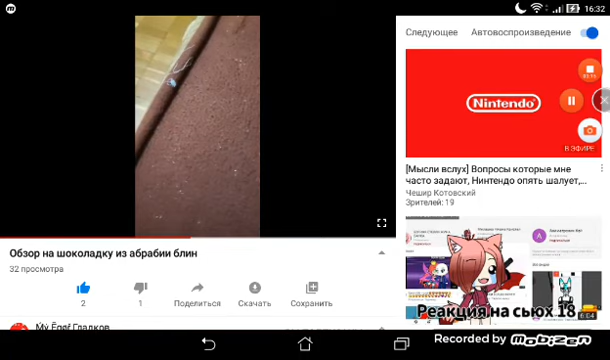 16:32
Следующее
Автовоспроизведение
Nintendo
В ЭФИРЕ
[Мысли вслух] Вопросы которые мне
часто задают, Нинтендо опять шалует,...
Чешир Котовский
Зрителей: 19
Обзор на шоколадку из абрабии блин
32 просмотра
2
1
Поделиться
Скачать
Сохранить
Реакция на сьюх 18
6:04
Recorded by
mobizen